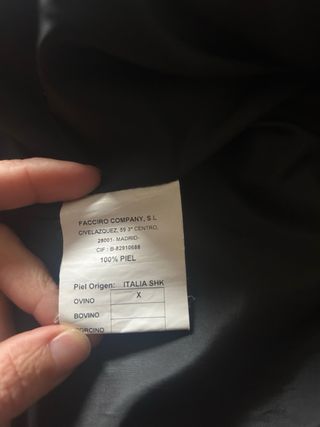 FACCIRO COMPANY, S.L
C/VELAZQUEZ, 59 3º CENTRO,
28001- MADRID-
CIF : B-82910688
100% PIEL
Piel Origen: ITALIA SHK
OVINO X
BOVINO
PORCINO